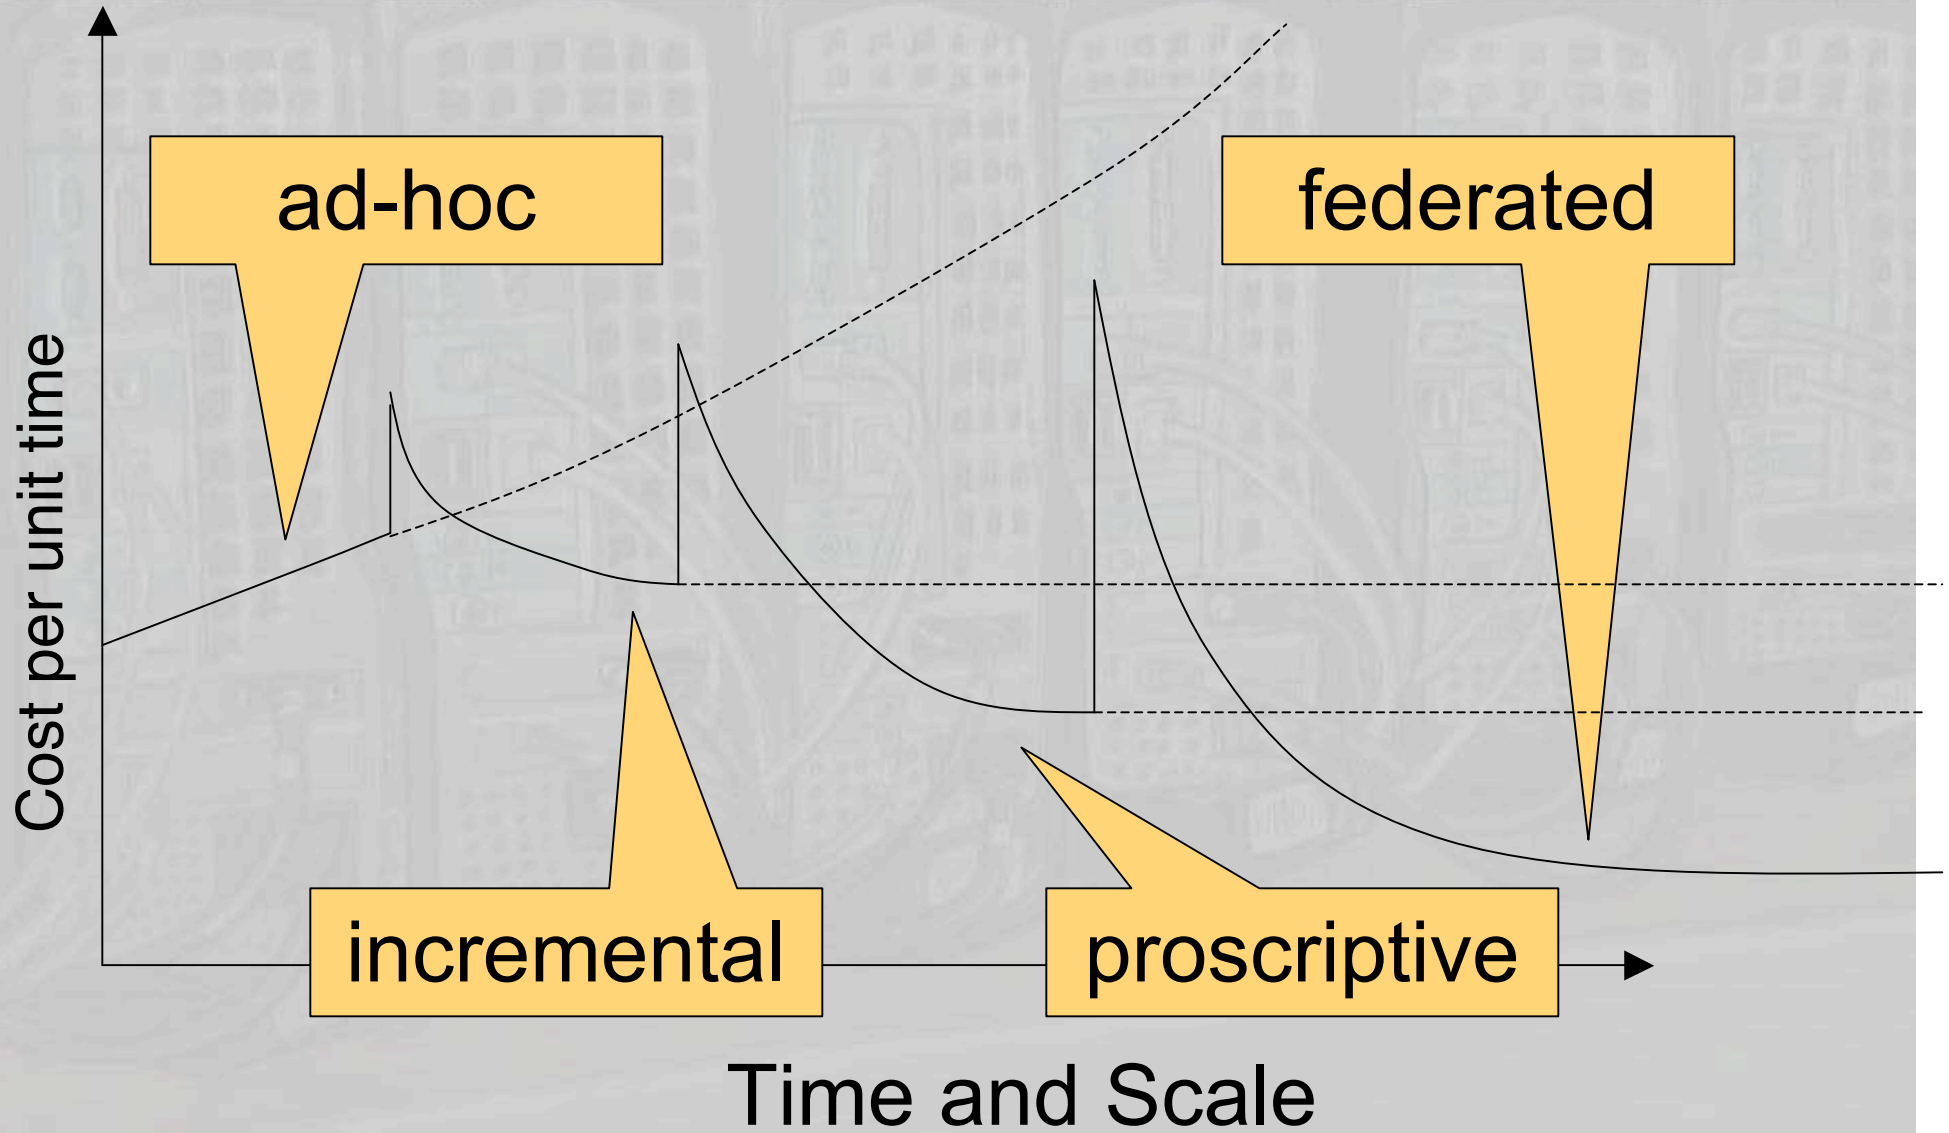 ad-hoc
federated
Cost per unit time
incremental
proscriptive
Time and Scale